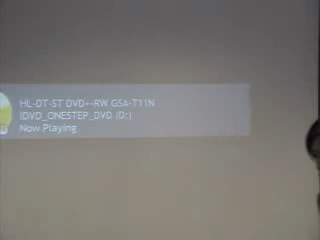 HL-DT-ST DVD+-RW GSA-T11N
(DVD_ONESTEP_DVD (D:)
Now Playing